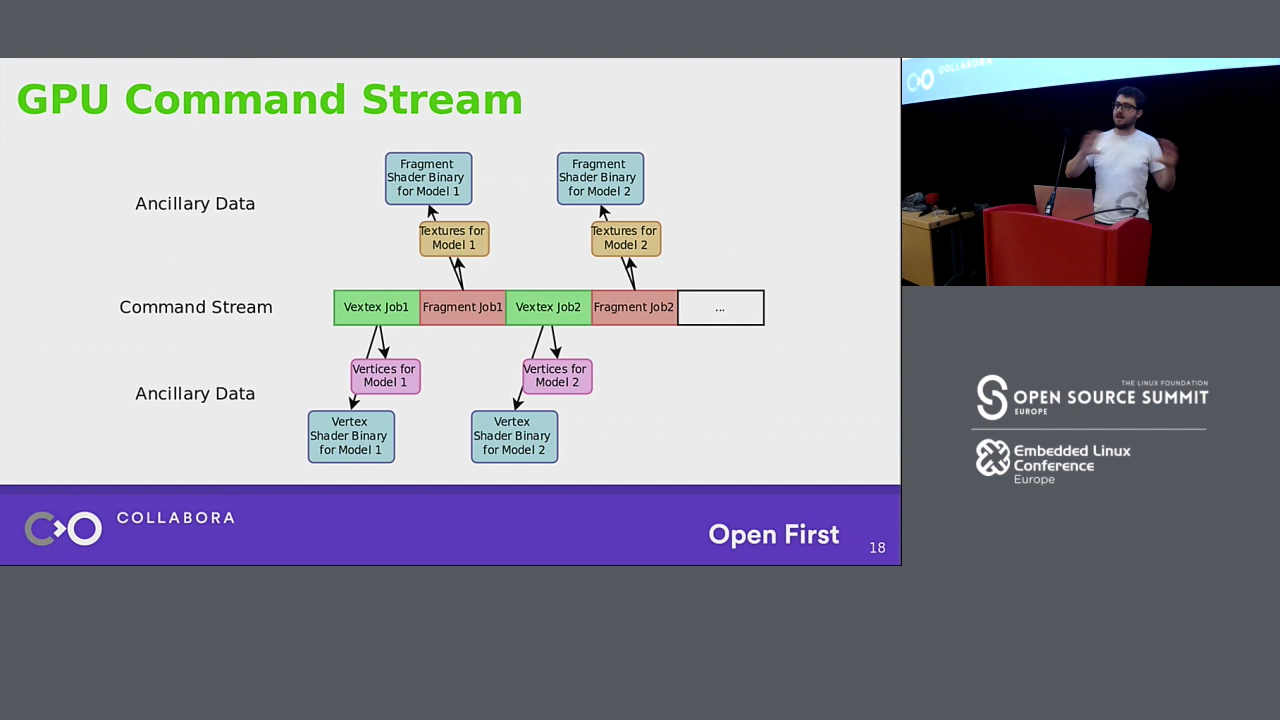 GPU Command Stream
COLLABORA
Fragment
Shader Binary
for Model 1
Fragment
Shader Binary
for Model 2
Ancillary Data
Textures for
Model 1
Textures for
Model 2
Command Stream
Vextex Job1
Fragment Job1
Vextex Job2
Fragment Job2
...
Vertices for
Model 1
Vertices for
Model 2
Ancillary Data
Vertex
Shader Binary
for Model 1
Vertex
Shader Binary
for Model 2
THE LINUX FOUNDATION
OPEN SOURCE SUMMIT
EUROPE
Embedded Linux
Conference
Europe
COLLABORA
Open First
18